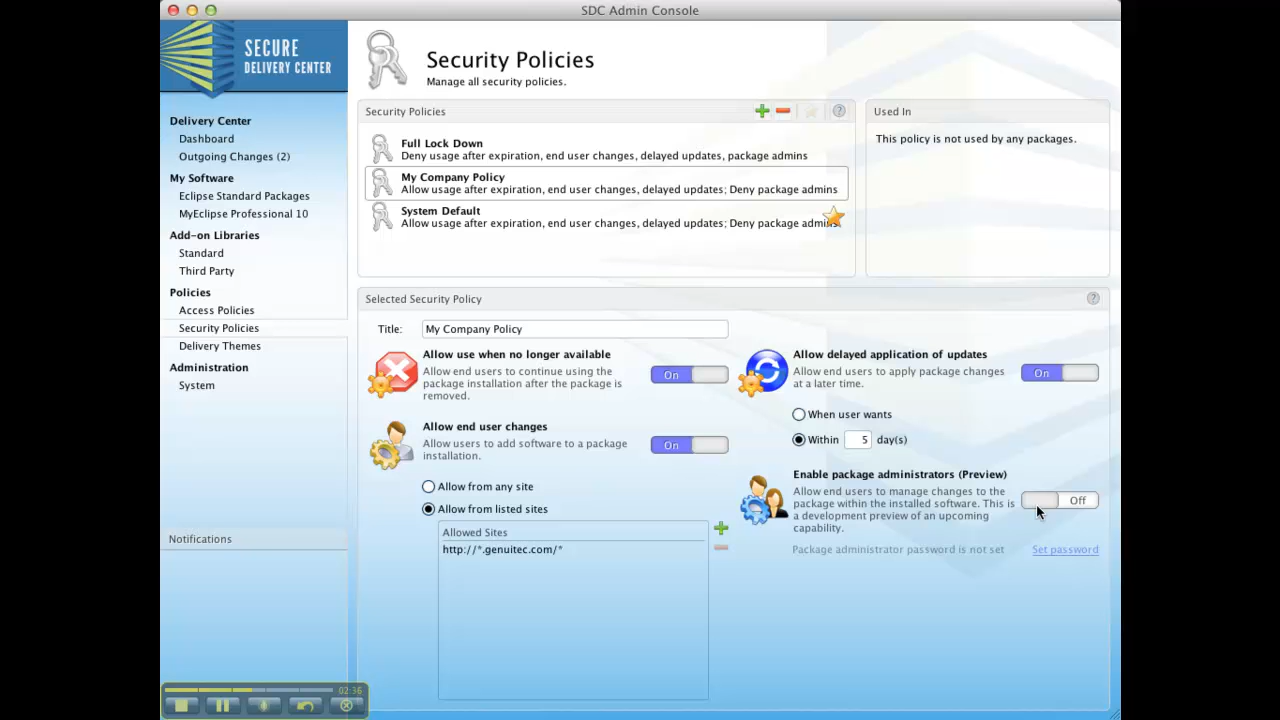 SDC Admin Console
SECURE
DELIVERY CENTER
Security Policies
Manage all security policies.
Delivery Center
Dashboard
Outgoing Changes (2)
My Software
Eclipse Standard Packages
MyEclipse Professional 10
Add-on Libraries
Standard
Third Party
Policies
Access Policies
Security Policies
Delivery Themes
Administration
System
Notifications
02:36
Security Policies
Full Lock Down
Deny usage after expiration, end user changes, delayed updates, package admins
My Company Policy
Allow usage after expiration, end user changes, delayed updates; Deny package admins
System Default
Allow usage after expiration, end user changes, delayed updates; Deny package admins
Used In
This policy is not used by any packages.
Selected Security Policy
Title: My Company Policy
Allow use when no longer available
Allow end users to continue using the
package installation after the package is
removed.
On
Allow end user changes
Allow users to add software to a package
installation.
On
Allow from any site
Allow from listed sites
Allowed Sites
http://*.genuitec.com/*
Allow delayed application of updates
Allow end users to apply package changes
at a later time.
On
When user wants
Within 5 day(s)
Enable package administrators (Preview)
Allow end users to manage changes to the
package within the installed software. This is
a development preview of an upcoming
capability.
Off
Package administrator password is not set Set password